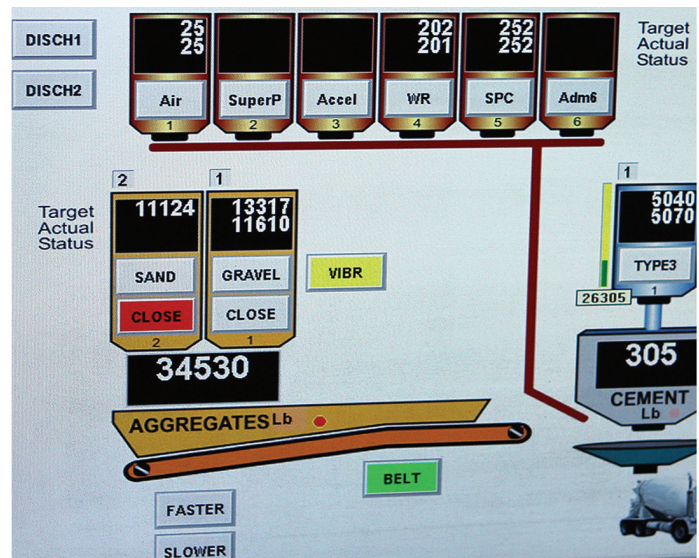 DISCH1
DISCH2
25
25
Air
1
SuperP
2
Accel
3
202
201
WR
4
252
252
SPC
5
Adm6
6
Target
Actual
Status
2
1
1
Target
Actual
Status
11124
SAND
CLOSE
2
13317
11610
GRAVEL
CLOSE
1
VIBR
5040
5070
TYPE3
1
26305
34530
305
CEMENT
Lb
AGGREGATES Lb
BELT
FASTER
SLOWER